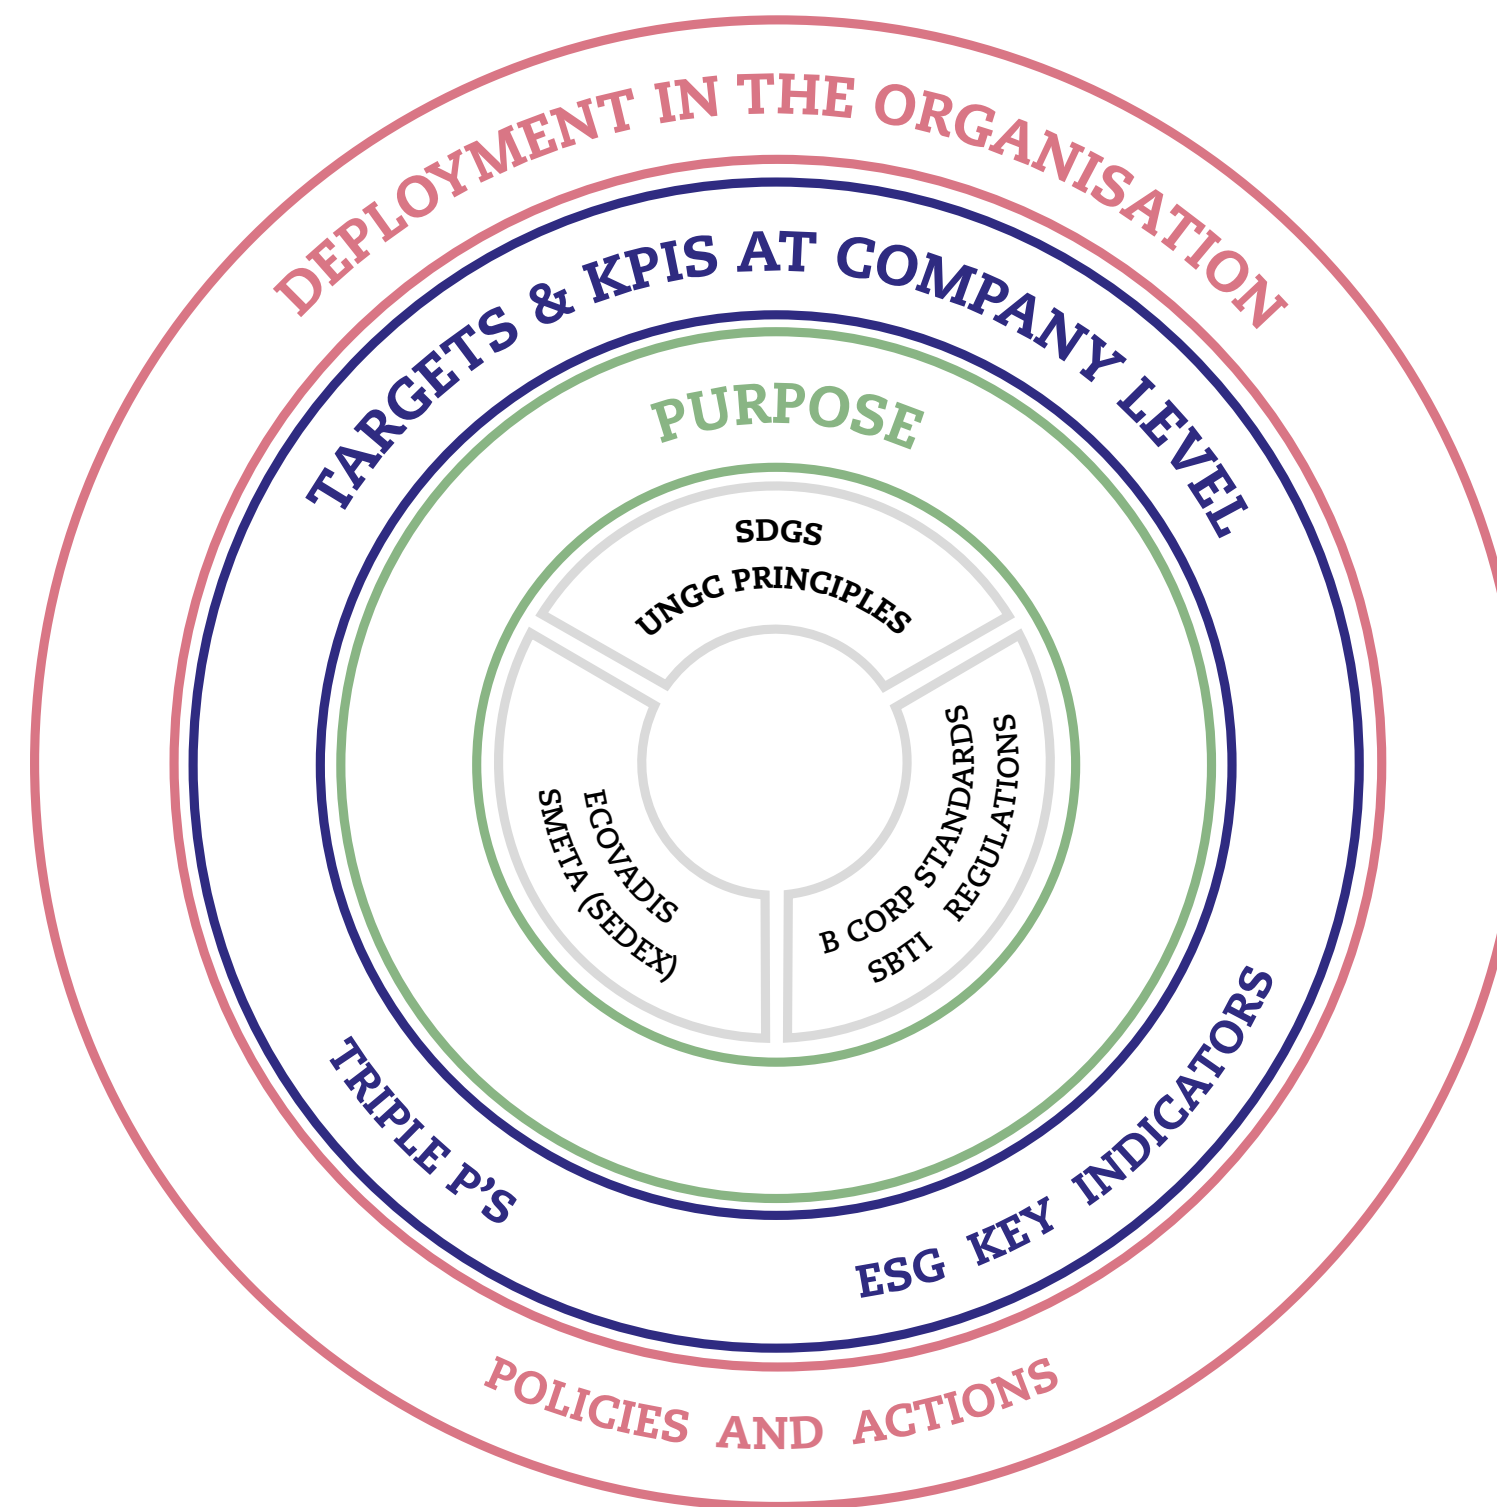 DEPLOYMENT IN THE ORGANISATION
TARGETS & KPIS AT COMPANY LEVEL
PURPOSE
SDGS
UNGC PRINCIPLES
B CORP STANDARDS
SBTI REGULATIONS
ECOVADIS
SMETA (SEDEX)
TRIPLE P’S
ESG KEY INDICATORS
POLICIES AND ACTIONS